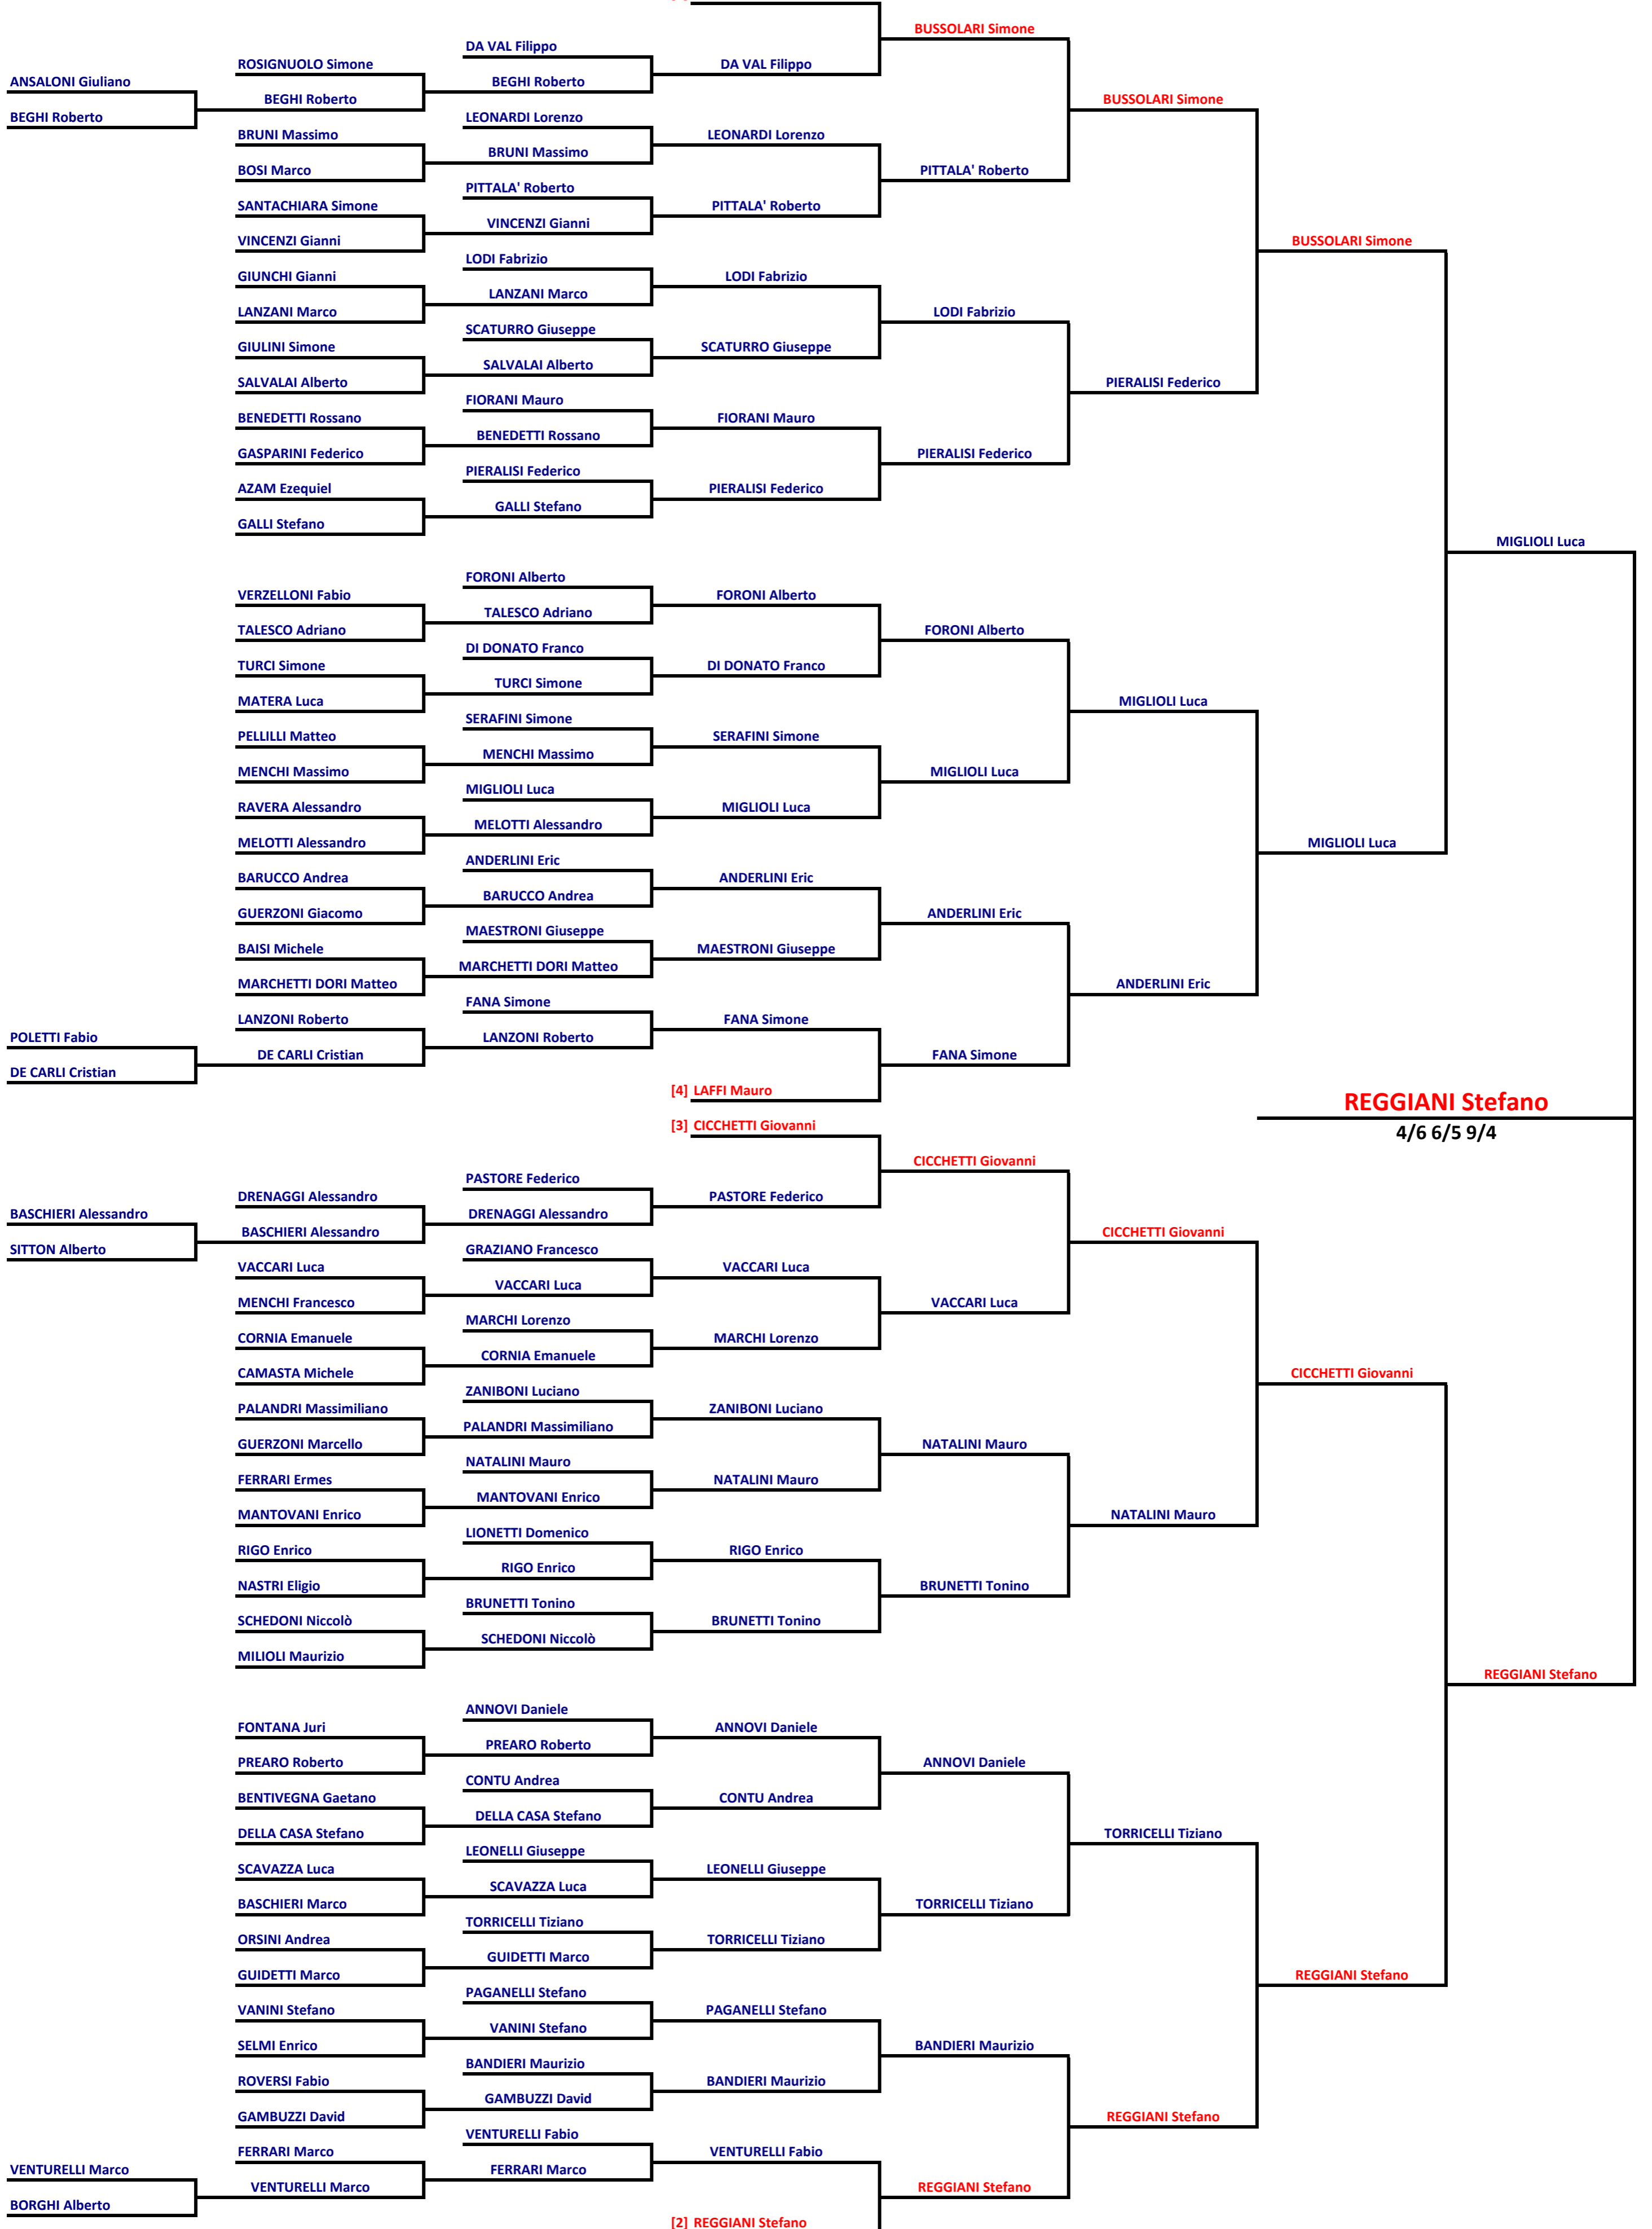 BUSSOLARI Simone
DA VAL Filippo
ROSIGNUOLO Simone
DA VAL Filippo
ANSALONI Giuliano
BEGHI Roberto
BEGHI Roberto
BUSSOLARI Simone
BEGHI Roberto
LEONARDI Lorenzo
BRUNI Massimo
LEONARDI Lorenzo
BRUNI Massimo
BOSI Marco
PITTALA' Roberto
PITTALA' Roberto
SANTACHIARA Simone
PITTALA' Roberto
VINCENZI Gianni
VINCENZI Gianni
BUSSOLARI Simone
LODI Fabrizio
GIUNCHI Gianni
LODI Fabrizio
LANZANI Marco
LANZANI Marco
LODI Fabrizio
SCATURRO Giuseppe
GIULINI Simone
SCATURRO Giuseppe
SALVALAI Alberto
SALVALAI Alberto
PIERALISI Federico
FIORANI Mauro
BENEDETTI Rossano
FIORANI Mauro
BENEDETTI Rossano
GASPARINI Federico
PIERALISI Federico
PIERALISI Federico
AZAM Ezequiel
PIERALISI Federico
GALLI Stefano
GALLI Stefano
MIGLIOLI Luca
FORONI Alberto
VERZELLONI Fabio
FORONI Alberto
TALESCO Adriano
TALESCO Adriano
FORONI Alberto
DI DONATO Franco
TURCI Simone
DI DONATO Franco
TURCI Simone
MATERA Luca
MIGLIOLI Luca
SERAFINI Simone
PELLILLI Matteo
SERAFINI Simone
MENCHI Massimo
MENCHI Massimo
MIGLIOLI Luca
MIGLIOLI Luca
RAVERA Alessandro
MIGLIOLI Luca
MELOTTI Alessandro
MELOTTI Alessandro
MIGLIOLI Luca
ANDERLINI Eric
BARUCCO Andrea
ANDERLINI Eric
BARUCCO Andrea
GUERZONI Giacomo
ANDERLINI Eric
MAESTRONI Giuseppe
BAISI Michele
MAESTRONI Giuseppe
MARCHETTI DORI Matteo
MARCHETTI DORI Matteo
ANDERLINI Eric
FANA Simone
LANZONI Roberto
FANA Simone
POLETTI Fabio
LANZONI Roberto
DE CARLI Cristian
FANA Simone
DE CARLI Cristian
[4] LAFFI Mauro
REGGIANI Stefano
[3] CICCHETTI Giovanni
4/6 6/5 9/4
CICCHETTI Giovanni
PASTORE Federico
DRENAGGI Alessandro
PASTORE Federico
BASCHIERI Alessandro
DRENAGGI Alessandro
BASCHIERI Alessandro
CICCHETTI Giovanni
SITTON Alberto
GRAZIANO Francesco
VACCARI Luca
VACCARI Luca
VACCARI Luca
MENCHI Francesco
VACCARI Luca
MARCHI Lorenzo
CORNIA Emanuele
MARCHI Lorenzo
CORNIA Emanuele
CAMASTA Michele
CICCHETTI Giovanni
ZANIBONI Luciano
PALANDRI Massimiliano
ZANIBONI Luciano
PALANDRI Massimiliano
GUERZONI Marcello
NATALINI Mauro
NATALINI Mauro
FERRARI Ermes
NATALINI Mauro
MANTOVANI Enrico
MANTOVANI Enrico
NATALINI Mauro
LIONETTI Domenico
RIGO Enrico
RIGO Enrico
RIGO Enrico
NASTRI Eligio
BRUNETTI Tonino
BRUNETTI Tonino
SCHEDONI Niccolò
BRUNETTI Tonino
SCHEDONI Niccolò
MILIOLI Maurizio
REGGIANI Stefano
ANNOVI Daniele
FONTANA Juri
ANNOVI Daniele
PREARO Roberto
PREARO Roberto
ANNOVI Daniele
CONTU Andrea
BENTIVEGNA Gaetano
CONTU Andrea
DELLA CASA Stefano
DELLA CASA Stefano
TORRICELLI Tiziano
LEONELLI Giuseppe
SCAVAZZA Luca
LEONELLI Giuseppe
SCAVAZZA Luca
BASCHIERI Marco
TORRICELLI Tiziano
TORRICELLI Tiziano
ORSINI Andrea
TORRICELLI Tiziano
GUIDETTI Marco
GUIDETTI Marco
REGGIANI Stefano
PAGANELLI Stefano
VANINI Stefano
PAGANELLI Stefano
VANINI Stefano
SELMI Enrico
BANDIERI Maurizio
BANDIERI Maurizio
ROVERSI Fabio
BANDIERI Maurizio
GAMBUZZI David
GAMBUZZI David
REGGIANI Stefano
VENTURELLI Fabio
FERRARI Marco
VENTURELLI Fabio
VENTURELLI Marco
FERRARI Marco
VENTURELLI Marco
REGGIANI Stefano
BORGHI Alberto
[2] REGGIANI Stefano